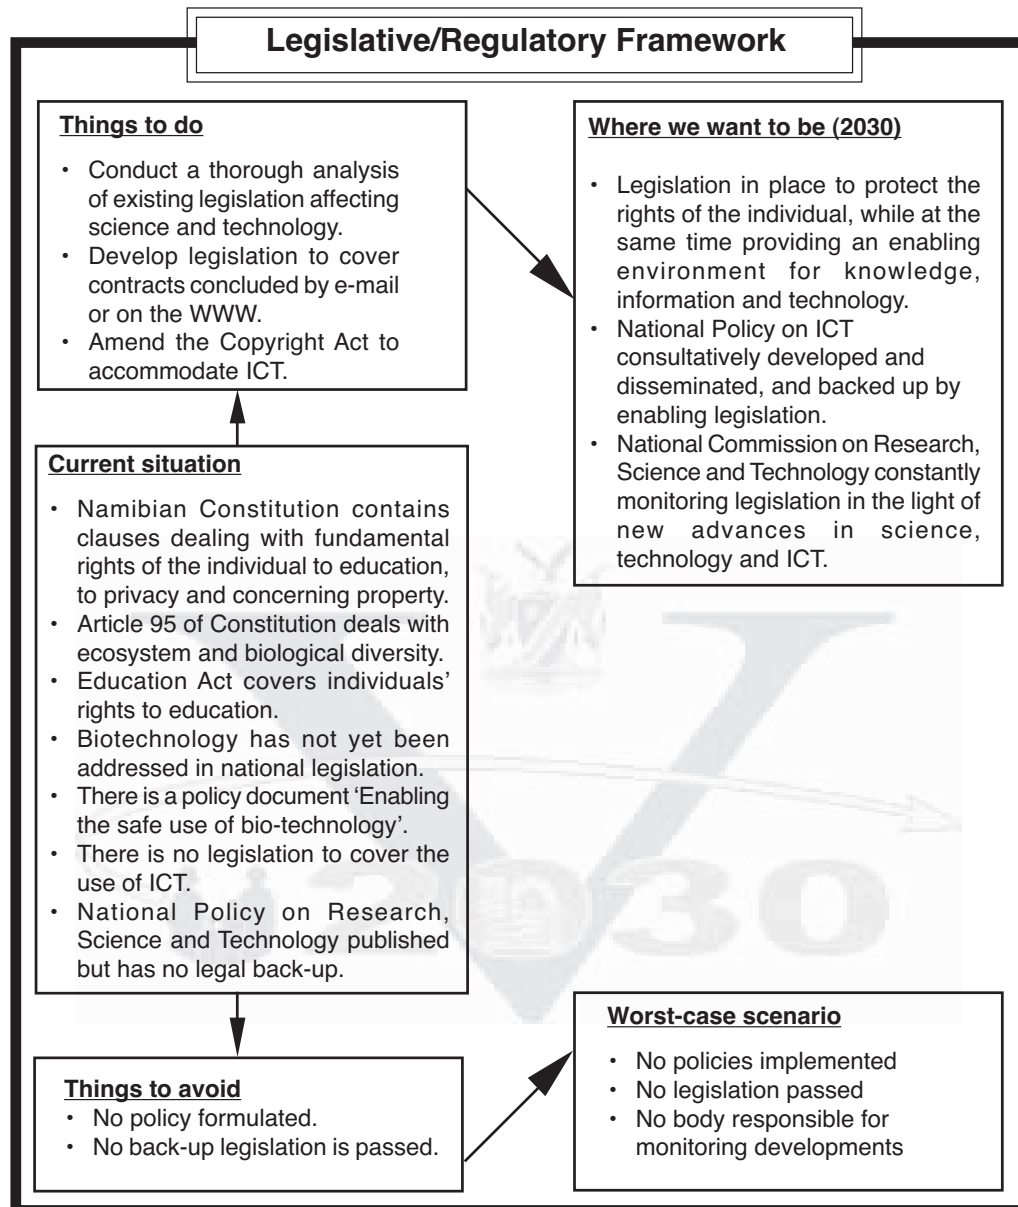 Legislative/Regulatory Framework
Things to do
• Conduct a thorough analysis
of existing legislation affecting
science and technology.
• Develop legislation to cover
contracts concluded by e-mail
or on the WWW.
• Amend the Copyright Act to
accommodate ICT.
Where we want to be (2030)
• Legislation in place to protect the
rights of the individual, while at the
same time providing an enabling
environment for knowledge,
information and technology.
• National Policy on ICT
consultatively developed and
disseminated, and backed up by
enabling legislation.
• National Commission on Research,
Science and Technology constantly
monitoring legislation in the light of
new advances in science,
technology and ICT.
Current situation
• Namibian Constitution contains
clauses dealing with fundamental
rights of the individual to education,
to privacy and concerning property.
• Article 95 of Constitution deals with
ecosystem and biological diversity.
• Education Act covers individuals’
rights to education.
• Biotechnology has not yet been
addressed in national legislation.
• There is a policy document ‘Enabling
the safe use of bio-technology’.
• There is no legislation to cover the
use of ICT.
• National Policy on Research,
Science and Technology published
but has no legal back-up.
V
2030
Things to avoid
• No policy formulated.
• No back-up legislation is passed.
Worst-case scenario
• No policies implemented
• No legislation passed
• No body responsible for
monitoring developments